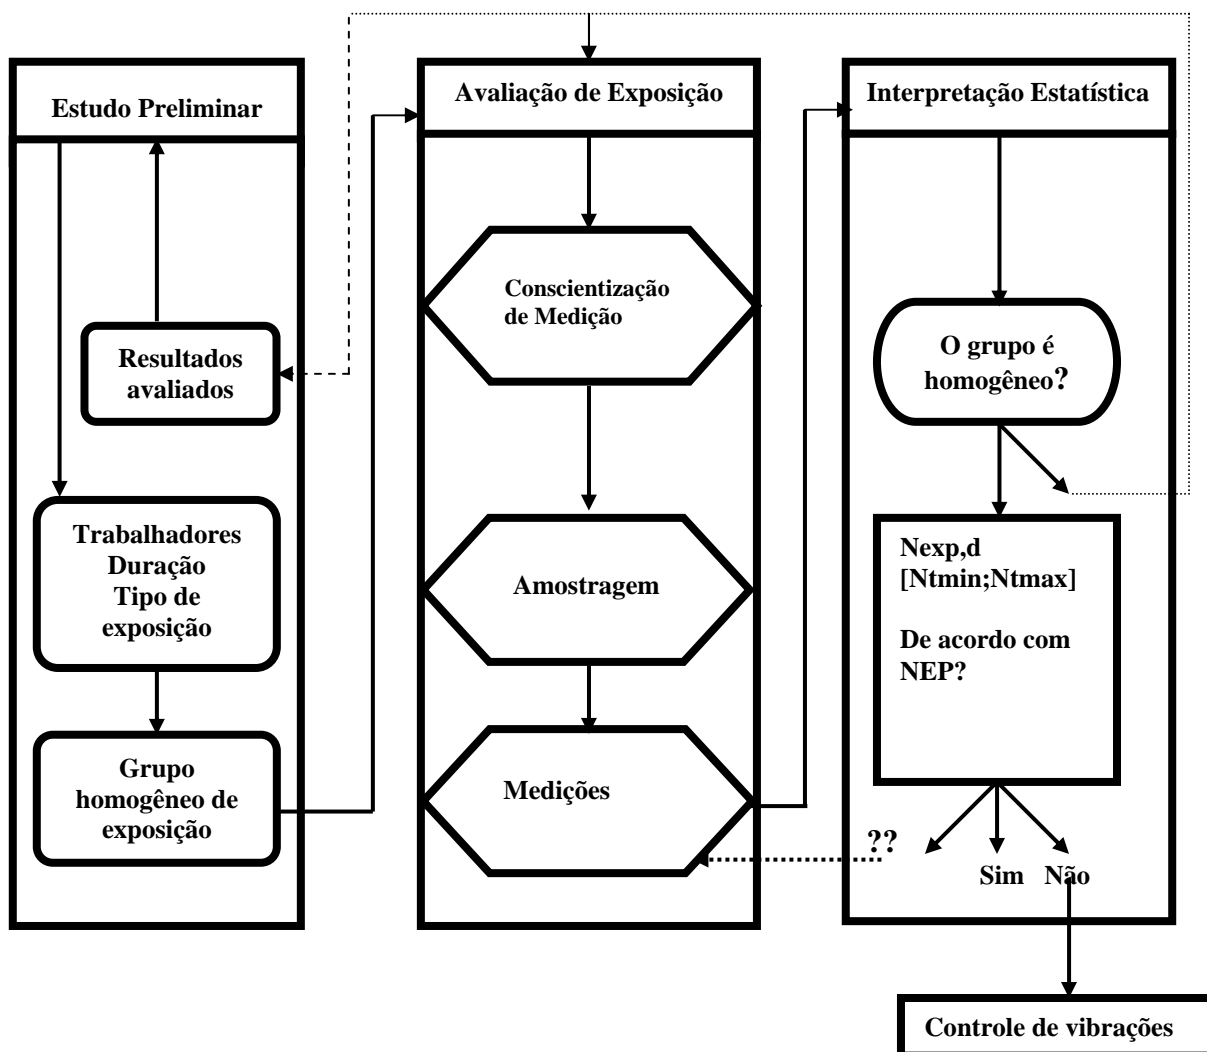 Estudo Preliminar
Resultados
avaliados
Trabalhadores
Duração
Tipo de
exposição
Grupo
homogêneo de
exposição
Avaliação de Exposição
Conscientização
de Medição
Amostragem
Medições
Interpretação Estatística
O grupo é
homogêneo?
Nexp,d
[Ntmin;Ntmax]
De acordo com
NEP?
??
Sim Não
Controle de vibrações